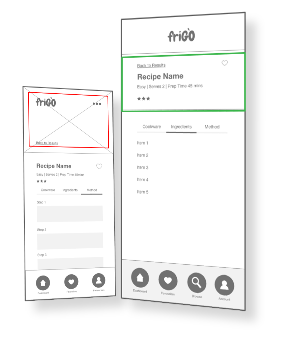 friGO
Back to Results
Recipe Name
Easy | Serves 2 | Prep Time 45 mins
Cookware Ingredients Method
Item 1
Item 2
Item 3
Item 4
Item 5
Dashboard Favourites Search Account
friGO
Back to Results
Recipe Name
Easy | Serves 2 | Prep Time 45 mins
Cookware Ingredients Method
Step 1
Step 2
Step 3
Dashboard Favourites Account